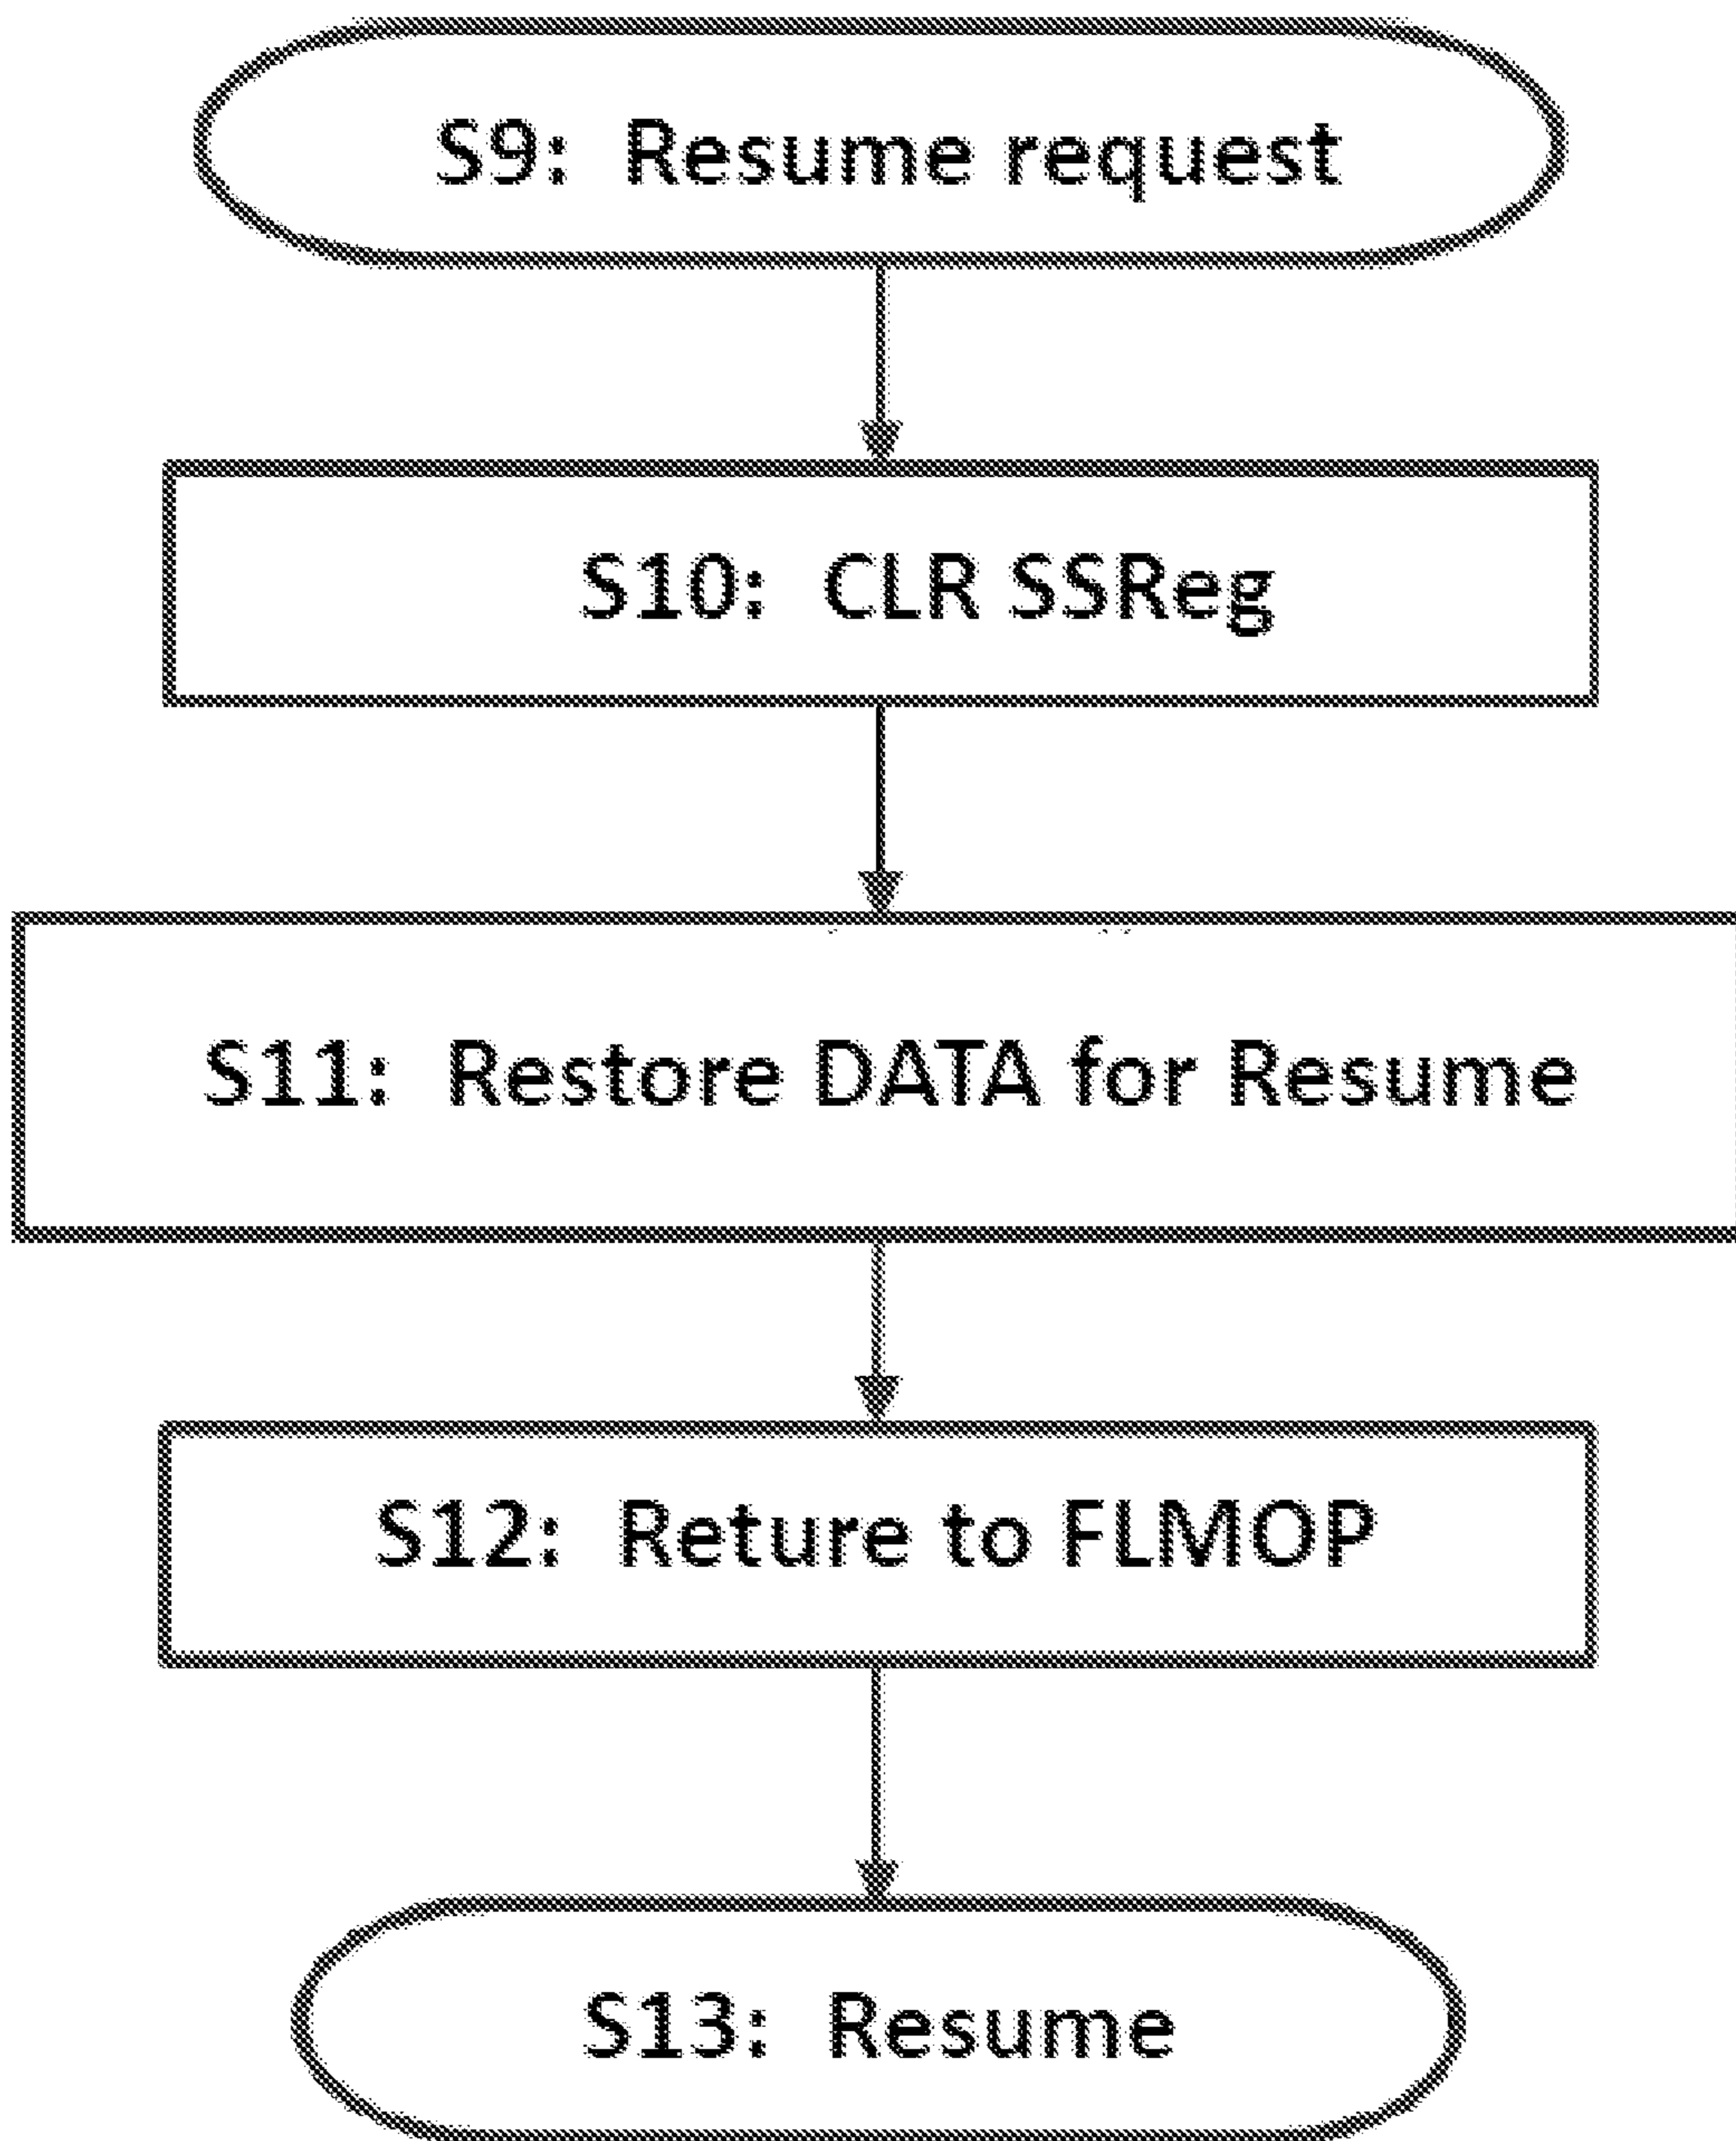 S9: Resume request
S10: CLR SSReg
S11: Restore DATA for Resume
S12: Reture to FLMOP
S13: Resume